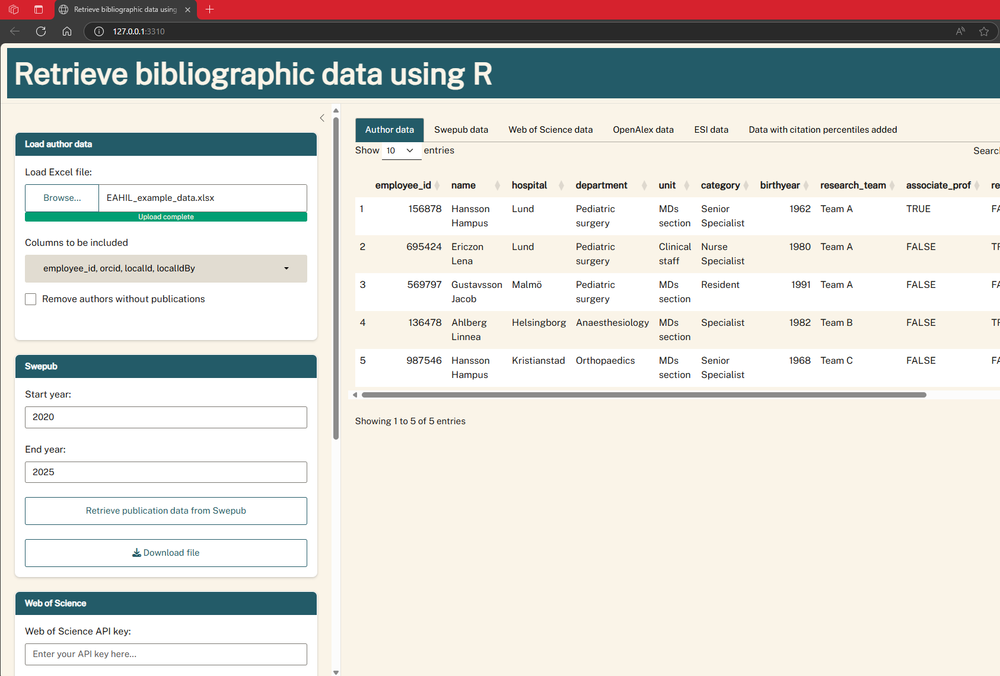 Retrieve bibliographic data using
127.0.0.1:3310
Retrieve bibliographic data using R
Load author data
Load Excel file:
Browse... EAHIL_example_data.xlsx
Upload complete
Columns to be included
employee_id, orcid, localId, localIdBy
Remove authors without publications
Swepub
Start year:
2020
End year:
2025
Retrieve publication data from Swepub
Download file
Web of Science
Web of Science API key:
Enter your API key here...
Author data Swepub data Web of Science data OpenAlex data ESI data Data with citation percentiles added
Show 10 entries
employee_id name hospital department unit category birthyear research_team associate_prof
1 156878 Hansson Lund Pediatric MDs Senior 1962 Team A TRUE
Hampus surgery section Specialist
2 695424 Ericzon Lund Pediatric Clinical Nurse 1980 Team A FALSE
Lena surgery staff Specialist
3 569797 Gustavsson Malmö Pediatric MDs Resident 1991 Team A FALSE
Jacob surgery section
4 136478 Ahlberg Helsingborg Anaesthesiology MDs Specialist 1982 Team B FALSE
Linnea section
5 987546 Hansson Kristianstad Orthopaedics MDs Senior 1968 Team C FALSE
Hampus section Specialist
Showing 1 to 5 of 5 entries